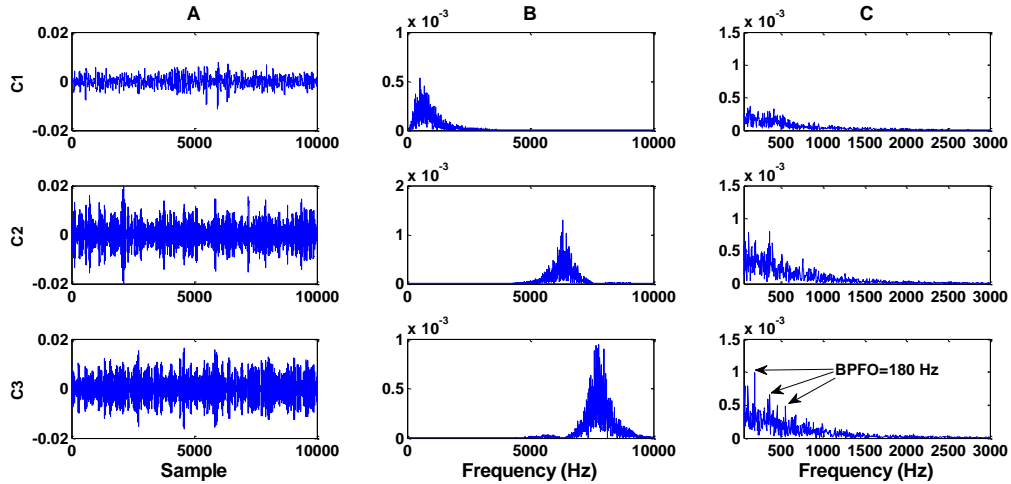 A B C
x 10^-3 x 10^-3
C1 0.02 1 1.5
0 0.5 1
-0.02 0 0.5
0
0 5000 10000 0 5000 10000 500 1000 1500 2000 2500 3000
x 10^-3 x 10^-3
C2 0.02 2 1.5
0 1 1
-0.02 0 0.5
0
0 5000 10000 0 5000 10000 500 1000 1500 2000 2500 3000
x 10^-3 x 10^-3
C3 0.02 1 1.5
0 0.5 1 BPFO=180 Hz
-0.02 0 0.5
0
0 5000 10000 0 5000 10000 500 1000 1500 2000 2500 3000
Sample Frequency (Hz) Frequency (Hz)